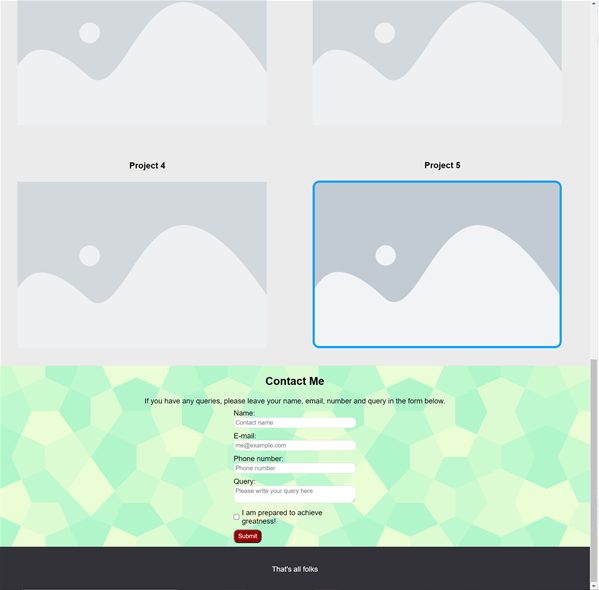 Project 4
Project 5
Contact Me
If you have any queries, please leave your name, email, number and query in the form below.
Name:
Contact name
E-mail:
me@example.com
Phone number:
Phone number
Query:
Please write your query here
I am prepared to achieve
greatness!
Submit
That's all folks